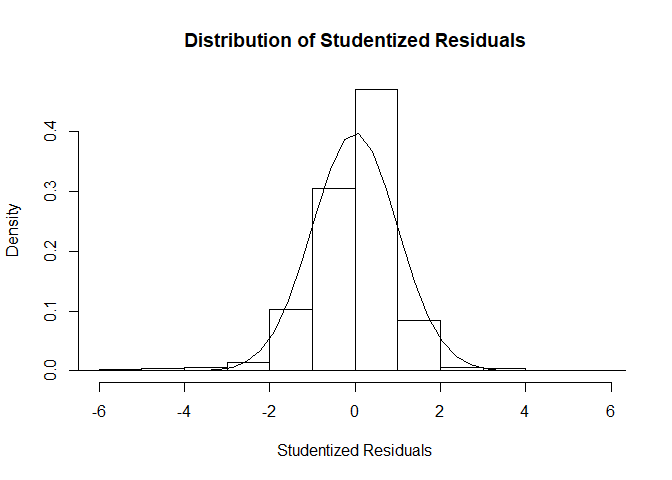 Distribution of Studentized Residuals
Density
0.4
0.3
0.2
0.1
0.0
-6 -4 -2 0 2 4 6
Studentized Residuals